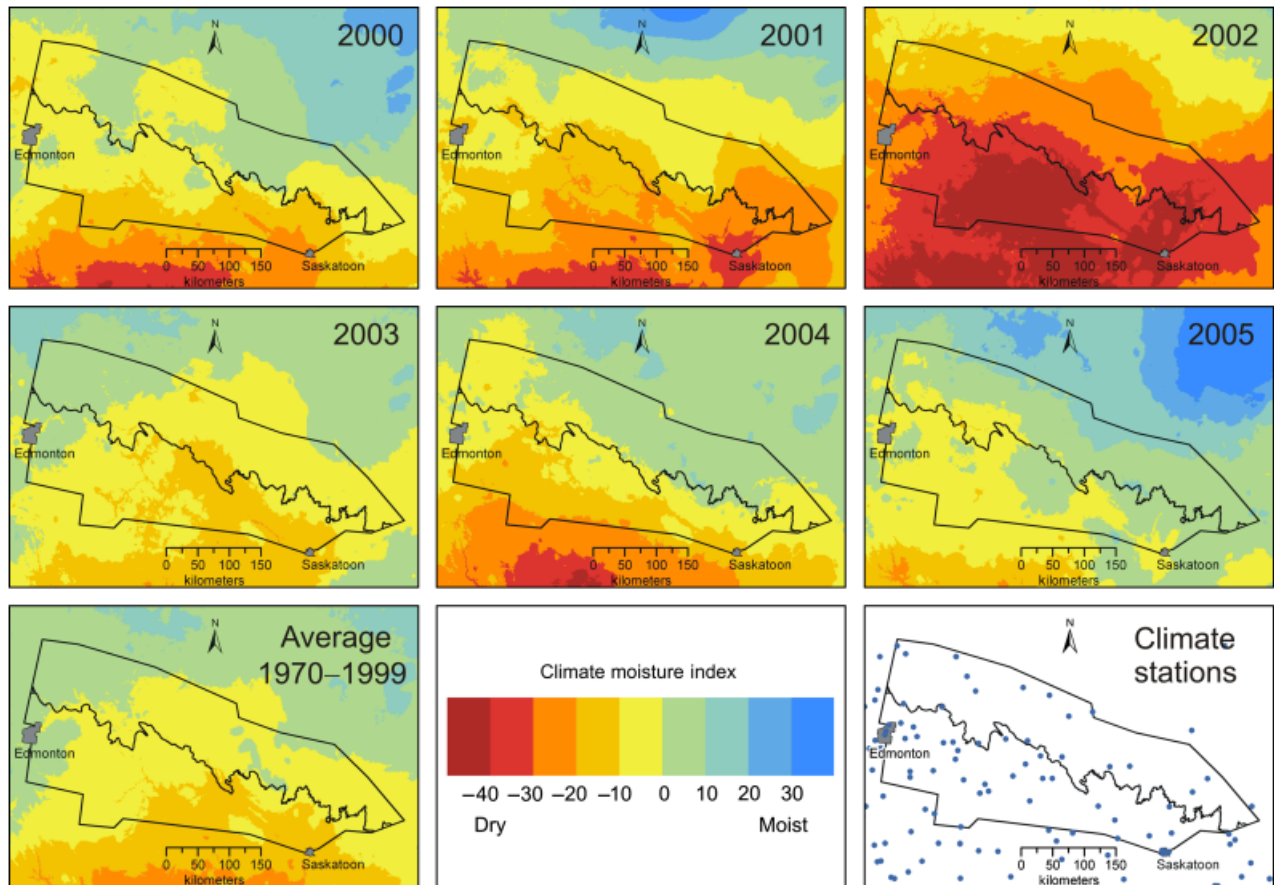 N
2000
Edmonton
0 50 100 150
Saskatoon
kilometers
N
2001
Edmonton
0 50 100 150
Saskatoon
kilometers
N
2002
Edmonton
0 50 100 150
Saskatoon
kilometers
N
2003
Edmonton
0 50 100 150
Saskatoon
kilometers
N
2004
Edmonton
0 50 100 150
Saskatoon
kilometers
N
2005
Edmonton
0 50 100 150
Saskatoon
kilometers
N
Average
1970–1999
Edmonton
0 50 100 150
Saskatoon
kilometers
Climate moisture index
–40 –30 –20 –10 0 10 20 30
Dry Moist
N
Climate
stations
Edmonton
0 50 100 150
Saskatoon
kilometers